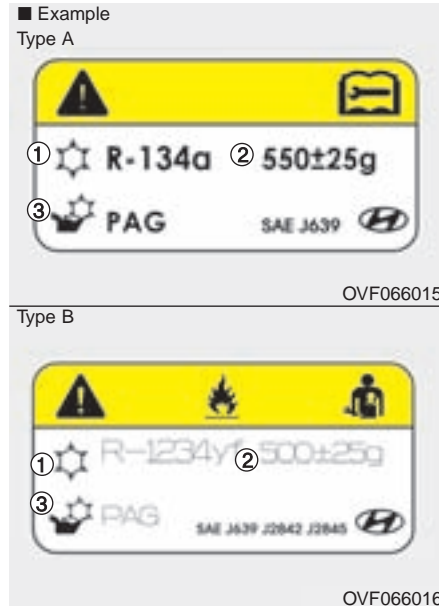 ■ Example
Type A
① R-134a ② 550±25g
③ PAG SAE J639
OVF066015
Type B
① R-1234yf ② 500±25g
③ PAG SAE J639 J2842 J2845
OVF066016